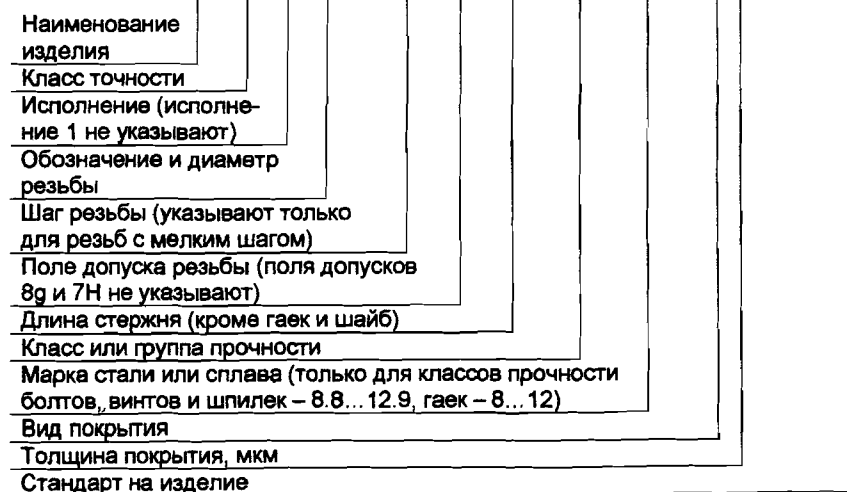 Наименование
изделия
Класс точности
Исполнение (исполне-
ние 1 не указывают)
Обозначение и диаметр
резьбы
Шаг резьбы (указывают только
для резьб с мелким шагом)
Поле допуска резьбы (поля допусков
8g и 7H не указывают)
Длина стержня (кроме гаек и шайб)
Класс или группа прочности
Марка стали или сплава (только для классов прочности
болтов, винтов и шпилек – 8.8...12.9, гаек – 8...12)
Вид покрытия
Толщина покрытия, мкм
Стандарт на изделие